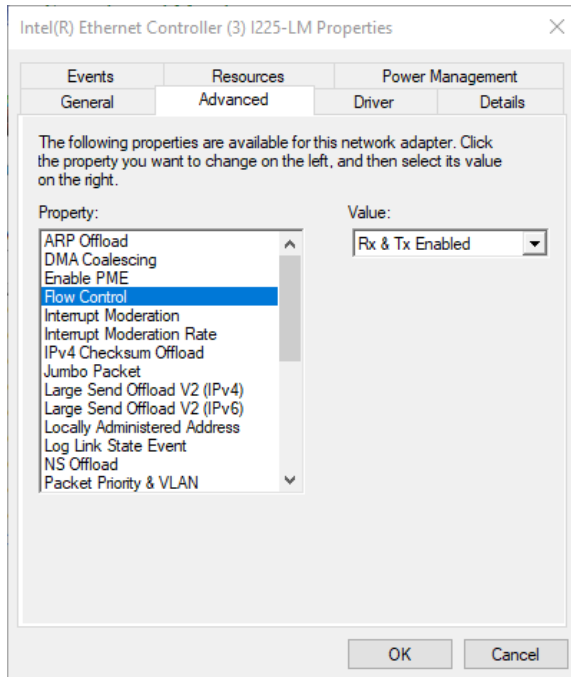 Intel(R) Ethernet Controller (3) I225-LM Properties
Events
Resources
Power Management
General
Advanced
Driver
Details
The following properties are available for this network adapter. Click
the property you want to change on the left, and then select its value
on the right.
Property:
Value:
ARP Offload
DMA Coalescing
Enable PME
Flow Control
Interrupt Moderation
Interrupt Moderation Rate
IPv4 Checksum Offload
Jumbo Packet
Large Send Offload V2 (IPv4)
Large Send Offload V2 (IPv6)
Locally Administered Address
Log Link State Event
NS Offload
Packet Priority & VLAN
Rx & Tx Enabled
OK
Cancel